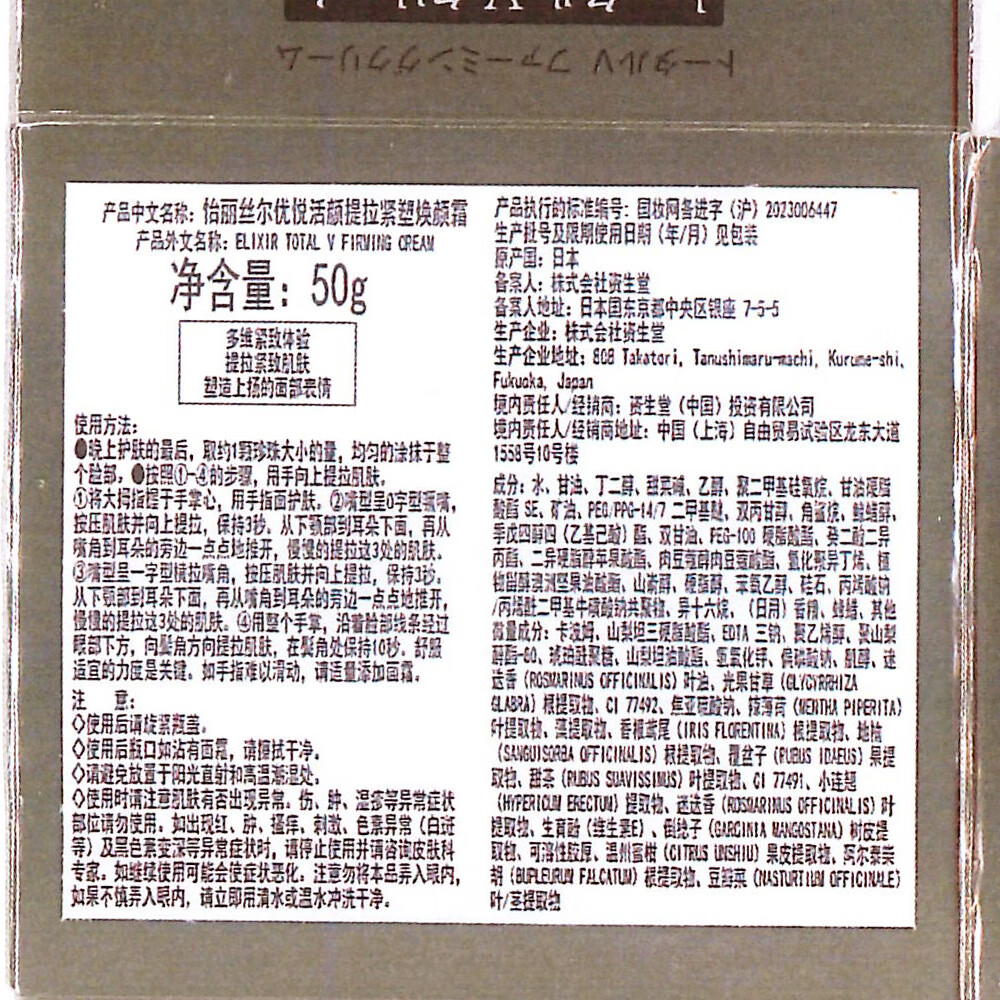 トータルV ファーミングクリーム
产品中文名称：怡丽丝尔优悦活颜提拉紧塑焕颜霜
产品外文名称：ELIXIR TOTAL V FIRMING CREAM
净含量：50g
多维紧致体验
提拉紧致肌肤
塑造上扬的面部表情
使用方法：
●晚上护肤的最后，取约1颗珍珠大小的量，均匀的涂抹于整
个脸部。●按照①-④的步骤，用手向上提拉肌肤。
①将大拇指握于手掌心，用手指面护肤。②嘴型呈O字型噘嘴，
按压肌肤并向上提拉，保持3秒。从下颚部到耳朵下面，再从
嘴角到耳朵的旁边一点点地推开，慢慢的提拉这3处的肌肤。
③嘴型呈一字型横拉嘴角，按压肌肤并向上提拉，保持3秒。
从下颚部到耳朵下面，再从嘴角到耳朵的旁边一点点地推开，
慢慢的提拉这3处的肌肤。④用整个手掌，沿着脸部线条经过
眼部下方，向鬓角方向提拉肌肤，在鬓角处保持10秒。舒服
适宜的力度是关键。如手指难以滑动，请适量添加面霜。
注 意：
◇使用后请旋紧瓶盖。
◇使用后瓶口如沾有面霜，请擦拭干净。
◇请避免放置于阳光直射和高温潮湿处。
◇使用时请注意肌肤有否出现异常。伤、肿、湿疹等异常症状
部位请勿使用。如出现红、肿、搔痒、刺激、色素异常（白斑
等）及黑色素变深等异常症状时，请停止使用并请咨询皮肤科
专家。如继续使用可能会使症状恶化。注意勿将本品弄入眼内，
如果不慎弄入眼内，请立即用清水或温水冲洗干净。
产品执行的标准编号：国妆网备进字（沪）2023006447
生产批号及限期使用日期（年/月）见包装
原产国：日本
备案人：株式会社资生堂
备案人地址：日本国东京都中央区银座 7-5-5
生产企业：株式会社资生堂
生产企业地址：808 Takatori, Tanushimaru-machi, Kurume-shi,
Fukuoka, Japan
境内责任人/经销商：资生堂（中国）投资有限公司
境内责任人/经销商地址：中国（上海）自由贸易试验区龙东大道
1558号10号楼
成分：水、甘油、丁二醇、甜菜碱、乙醇、聚二甲基硅氧烷、甘油硬脂
酸酯 SE、矿油、PEG/PPG-14/7 二甲基醚、双丙甘醇、角鲨烷、鲸蜡醇、
季戊四醇四（乙基己酸）酯、双甘油、PEG-100 硬脂酸酯、癸二酸二异
丙酯、二异硬脂醇苹果酸酯、肉豆蔻醇肉豆蔻酸酯、氢化聚异丁烯、植
物甾醇澳洲坚果油酸酯、山嵛醇、硬脂醇、苯氧乙醇、硅石、丙烯酸钠
/丙烯酰二甲基牛磺酸钠共聚物、异十六烷、（日用）香精、蜂蜡、其他
微量成分：卡波姆、山梨坦三硬脂酸酯、EDTA 三钠、聚乙烯醇、聚山梨
醇酯-80、琥珀酰聚糖、山梨坦油酸酯、氢氧化钾、偏磷酸钠、肌醇、迷
迭香（ROSMARINUS OFFICINALIS）叶油、光果甘草（GLYCYRRHIZA
GLABRA）根提取物、CI 77492、焦亚硫酸钠、辣薄荷（MENTHA PIPERITA）
叶提取物、藻提取物、香根鸢尾（IRIS FLORENTINA）根提取物、地榆
（SANGUISORBA OFFICINALIS）根提取物、覆盆子（RUBUS IDAEUS）果提
取物、甜茶（RUBUS SUAVISSIMUS）叶提取物、CI 77491、小连翘
（HYPERICUM ERECTUM）提取物、迷迭香（ROSMARINUS OFFICINALIS）叶
提取物、生育酚（维生素E）、倒捻子（GARCINIA MANGOSTANA）树皮提
取物、可溶性胶原、温州蜜柑（CITRUS UNSHIU）果皮提取物、阿尔泰柴
胡（BUPLEURUM FALCATUM）根提取物、豆瓣菜（NASTURTIUM OFFICINALE）
叶/茎提取物